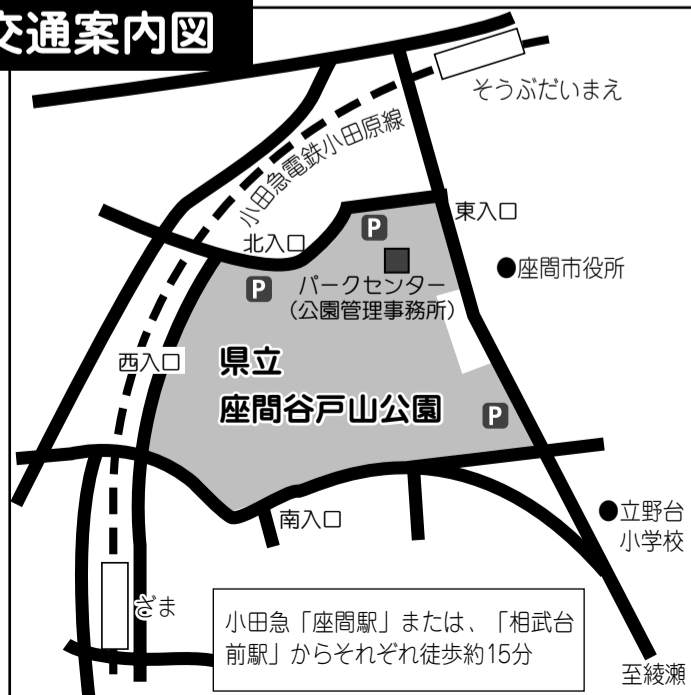 交通案内図
そうぶだいまえ
小田急電鉄小田原線
東入口
北入口
P
座間市役所
P
パークセンター
（公園管理事務所）
西入口
県立
座間谷戸山公園
P
南入口
立野台
小学校
ざま
小田急「座間駅」または、「相武台
前駅」からそれぞれ徒歩約15分
至綾瀬